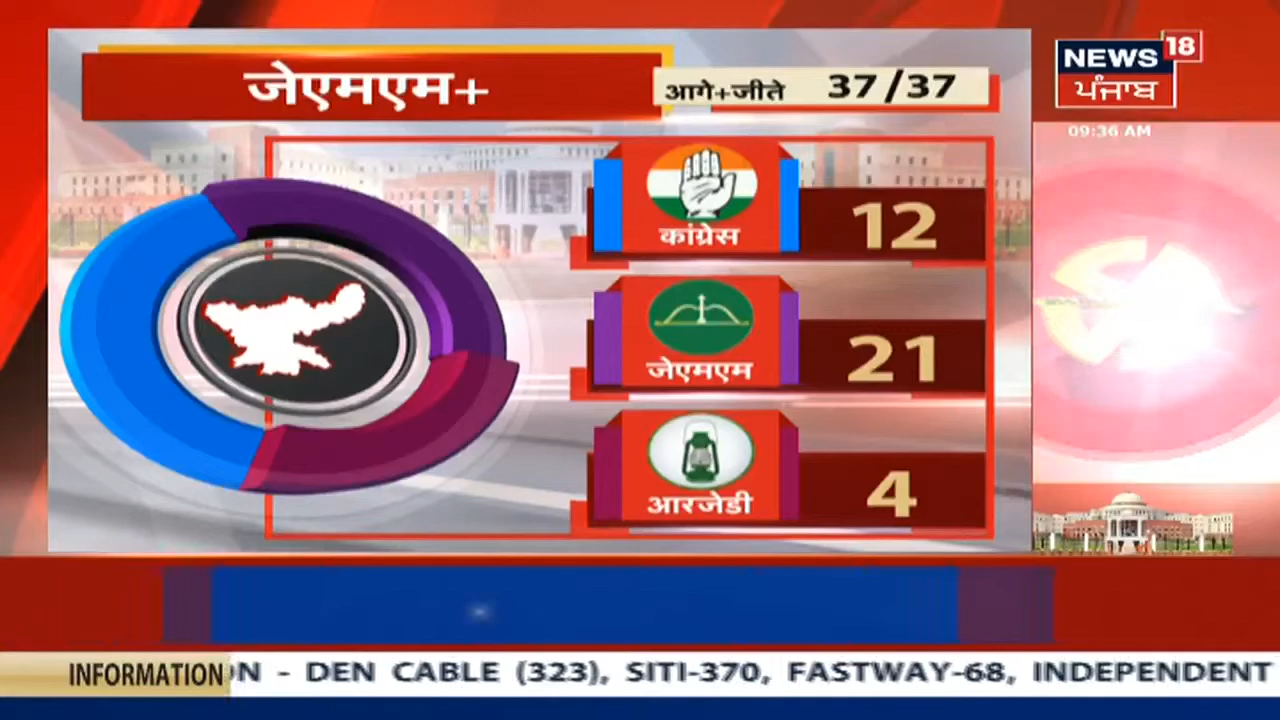 जेएमएम+
आगे+जीते 37/37
NEWS 18
ਪੰਜਾਬ
09:36 AM
कांग्रेस 12
जेएमएम 21
आरजेडी 4
INFORMATION ON - DEN CABLE (323), SITI-370, FASTWAY-68, INDEPENDENT